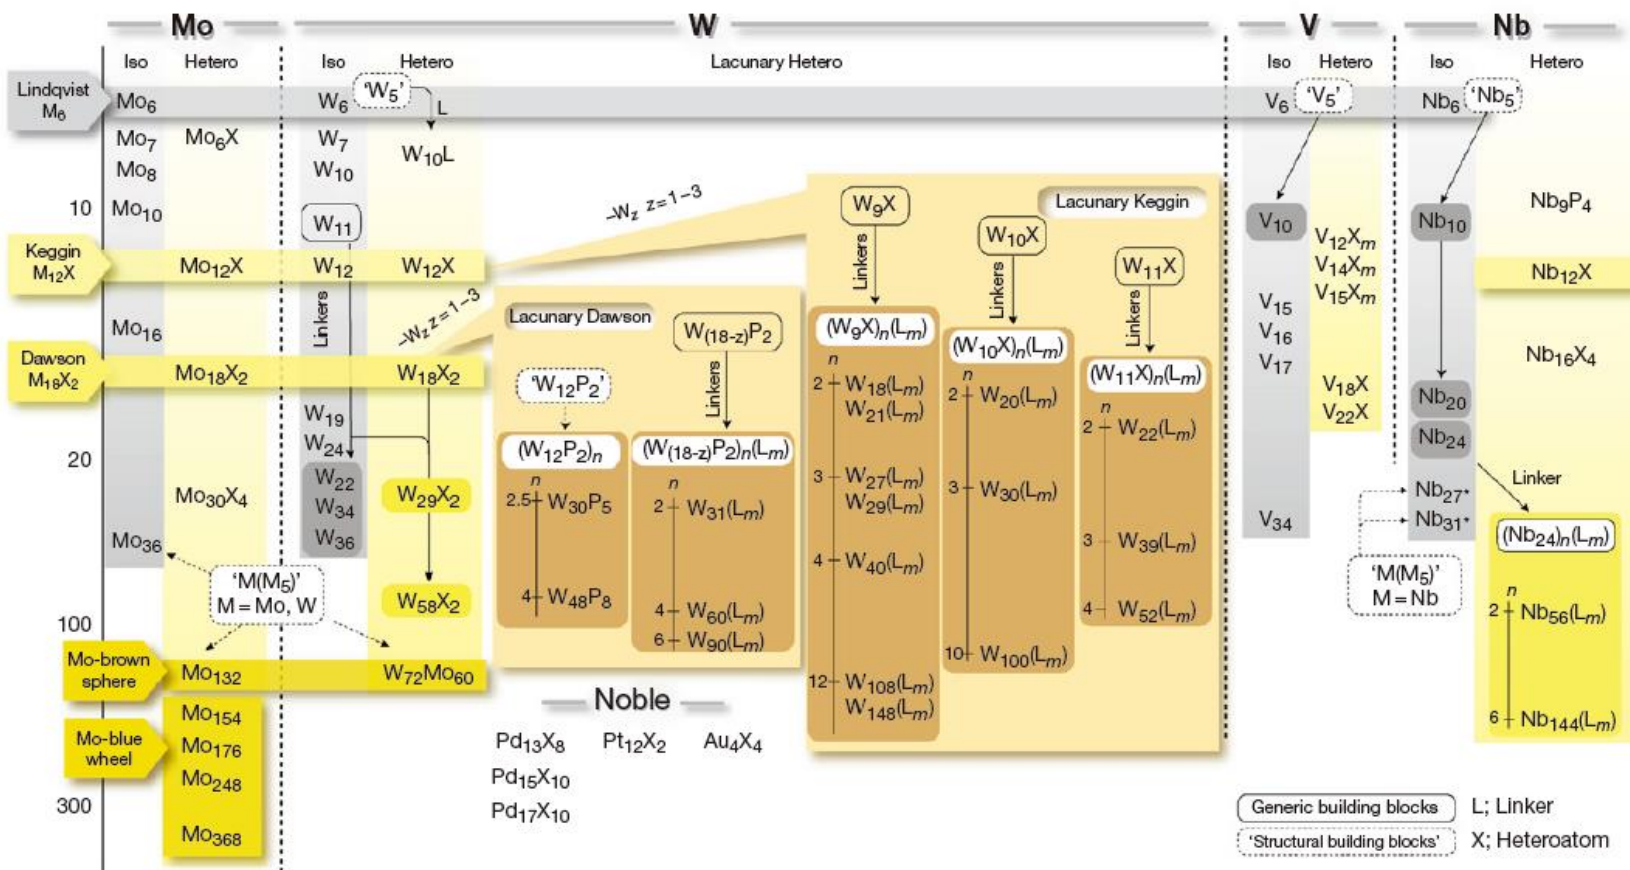 Mo W V Nb
Iso Hetero Iso Hetero Lacunary Hetero Iso Hetero Iso Hetero
Lindqvist
M6
Mo6
W6
'W5'
L
V6
'V5'
Nb6
'Nb5'
Mo7
Mo6X
W7
W10L
Mo8
W10
Mo10
W11
10
Keggin
M12X
Mo12X
W12
W12X
–Wz z=1–3
Linkers
Mo16
Dawson
M18X2
Mo18X2
W18X2
–Wz z=1–3
W19
W24
W22
W34
W36
20
Mo30X4
W29X2
Mo36
'M(M5)'
M=Mo, W
W58X2
100
Mo-brown
sphere
Mo132
W72Mo60
Mo154
Mo-blue
wheel
Mo176
Mo248
300
Mo368
Lacunary Dawson
'W12P2'
(W12P2)n
n
2.5 W30P5
4 W48P8
W(18-z)P2
Linkers
(W(18-z)P2)n(Lm)
n
2 W31(Lm)
4 W60(Lm)
6 W90(Lm)
Lacunary Keggin
W9X
Linkers
(W9X)n(Lm)
n
2 W18(Lm)
W21(Lm)
3 W27(Lm)
W29(Lm)
4 W40(Lm)
12 W108(Lm)
W148(Lm)
W10X
Linkers
(W10X)n(Lm)
n
2 W20(Lm)
3 W30(Lm)
10 W100(Lm)
W11X
Linkers
(W11X)n(Lm)
n
2 W22(Lm)
3 W39(Lm)
4 W52(Lm)
Noble
Pd13X8 Pt12X2 Au4X4
Pd15X10
Pd17X10
V10
V12Xm
V14Xm
V15Xm
V15
V16
V17
V18X
V22X
V34
Nb9P4
Nb10
Nb12X
Nb16X4
Nb20
Nb24
Linker
Nb27*
Nb31*
'M(M5)'
M=Nb
(Nb24)n(Lm)
n
2 Nb56(Lm)
6 Nb144(Lm)
Generic building blocks L; Linker
'Structural building blocks' X; Heteroatom